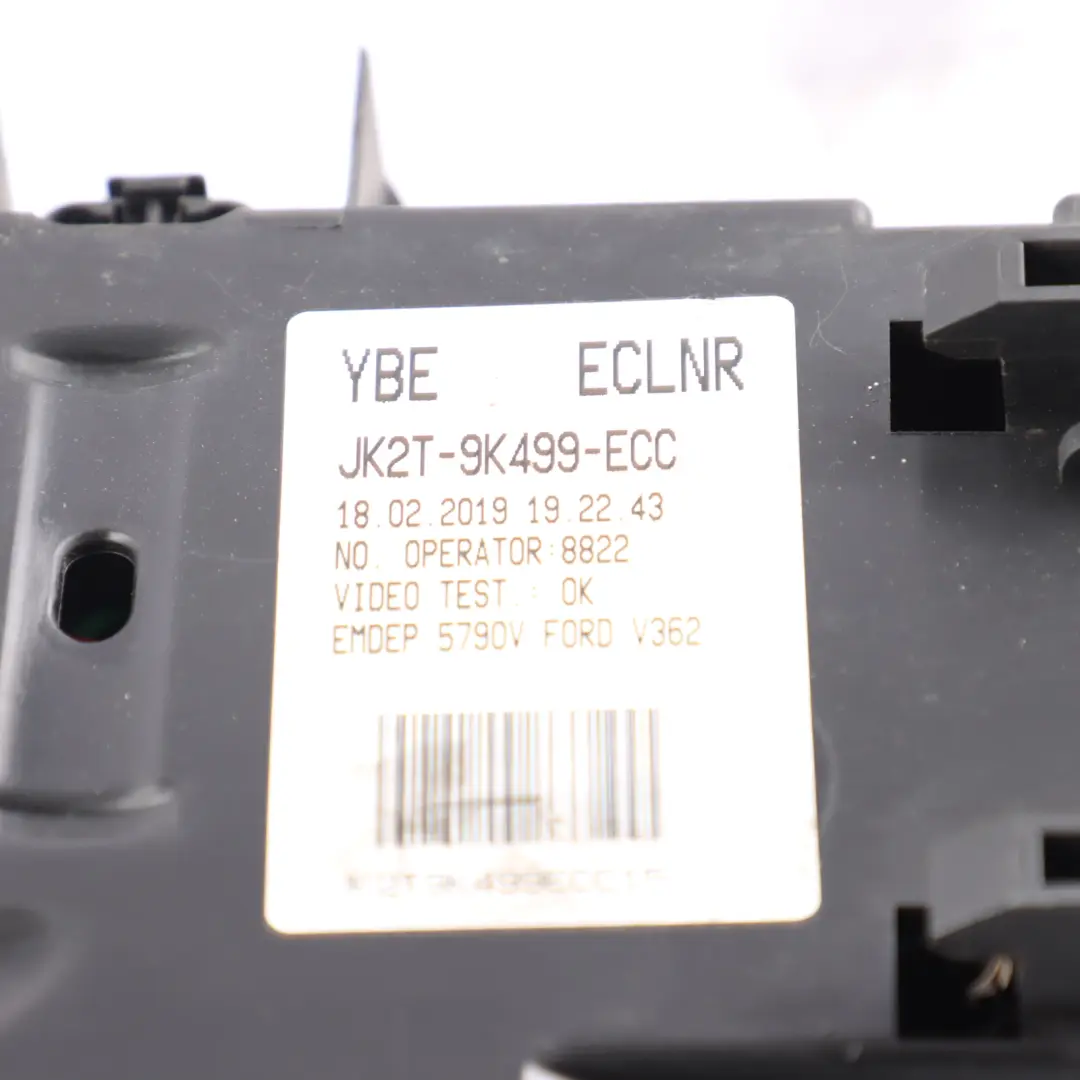 YBE ECLNR
JK2T-9K499-ECC
18.02.2019 19.22.43
NO. OPERATOR:8822
VIDEO TEST.: OK
EMDEP 5790V FORD V362